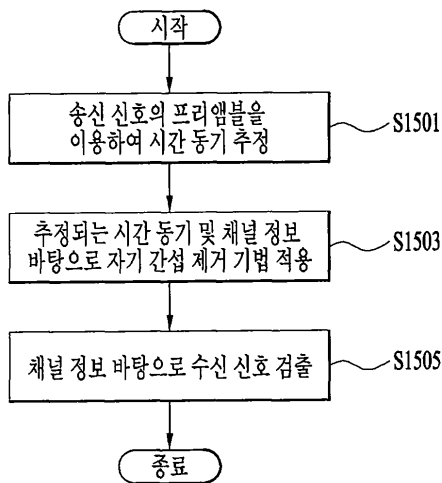 시작
송신 신호의 프리앰블을
이용하여 시간 동기 추정
S1501
추정되는 시간 동기 및 채널 정보
바탕으로 자기 간섭 제거 기법 적용
S1503
채널 정보 바탕으로 수신 신호 검출
S1505
종료